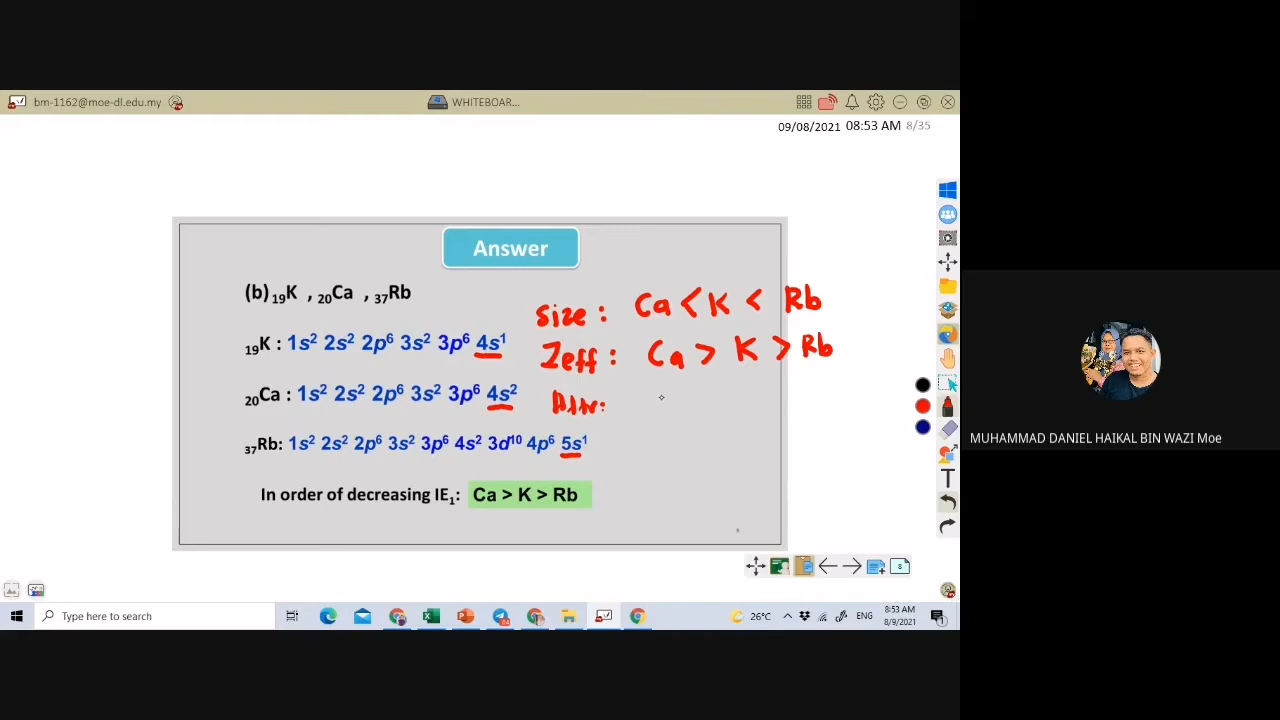 bm-1162@moe-dl.edu.my
WHITEBOAR...
09/08/2021 08:53 AM 8/35
Answer
(b) ₁₉K , ₂₀Ca , ₃₇Rb
size : Ca < K < Rb
₁₉K : 1s² 2s² 2p⁶ 3s² 3p⁶ 4s¹
Zeff : Ca > K > Rb
₂₀Ca : 1s² 2s² 2p⁶ 3s² 3p⁶ 4s²
₃₇Rb: 1s² 2s² 2p⁶ 3s² 3p⁶ 4s² 3d¹⁰ 4p⁶ 5s¹
In order of decreasing IE₁: Ca > K > Rb
MUHAMMAD DANIEL HAIKAL BIN WAZI Moe
Type here to search
26°C
ENG
8:53 AM
8/9/2021